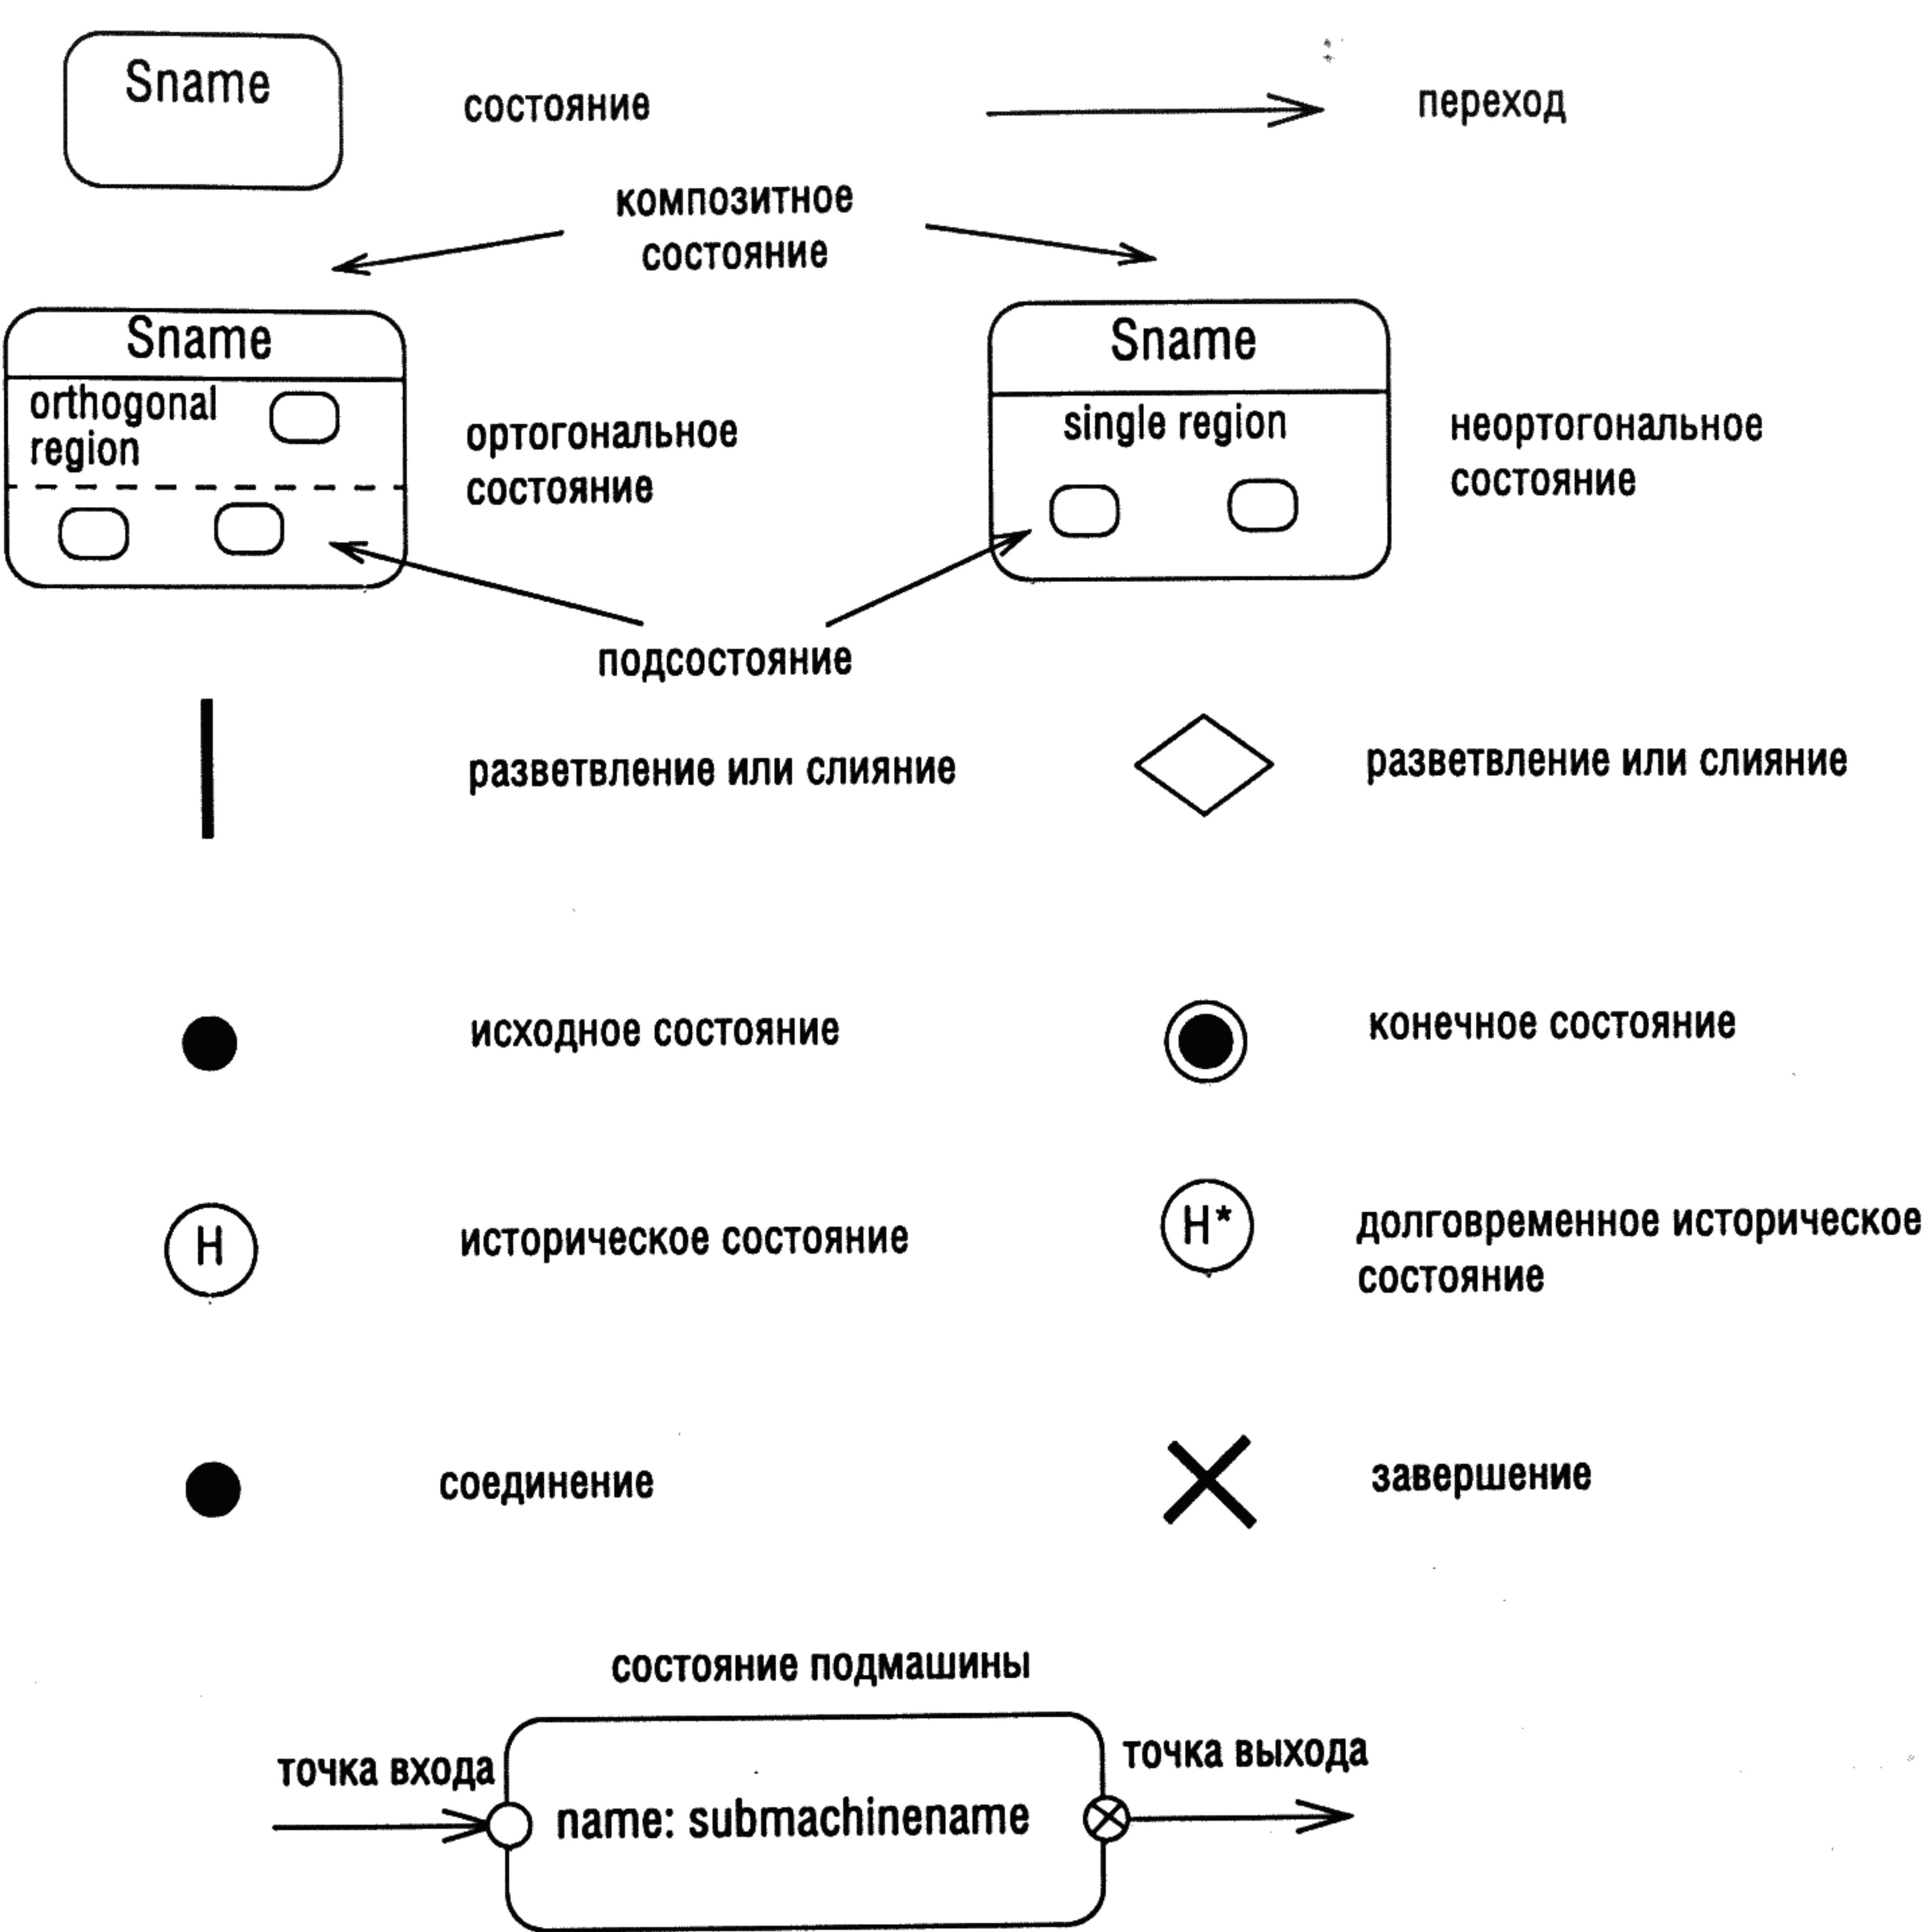 Sname
состояние
переход
композитное
состояние
Sname
orthogonal
region
ортогональное
состояние
Sname
single region
неортогональное
состояние
подсостояние
разветвление или слияние
разветвление или слияние
исходное состояние
конечное состояние
H
историческое состояние
H*
долговременное историческое
состояние
соединение
завершение
состояние подмашины
точка входа
name: submachinename
точка выхода